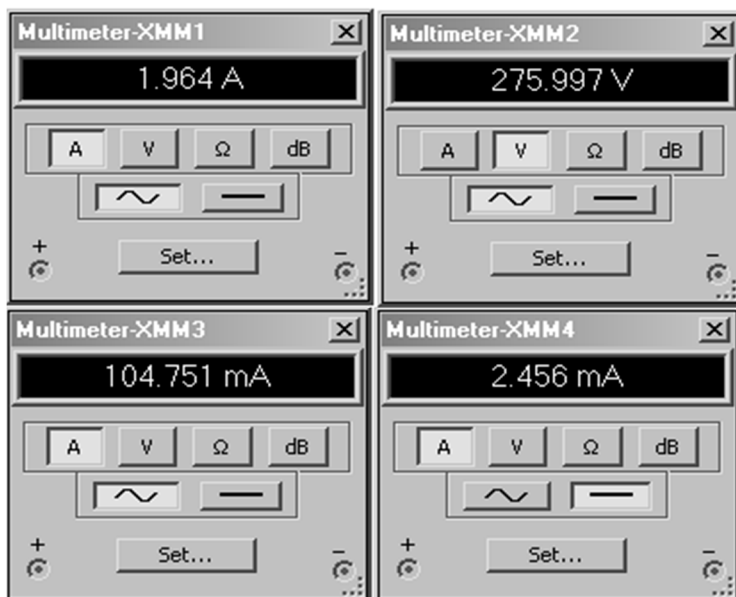 Multimeter-XMM1
1.964 A
A V Ω dB
+ Set... -
Multimeter-XMM2
275.997 V
A V Ω dB
+ Set... -
Multimeter-XMM3
104.751 mA
A V Ω dB
+ Set... -
Multimeter-XMM4
2.456 mA
A V Ω dB
+ Set... -